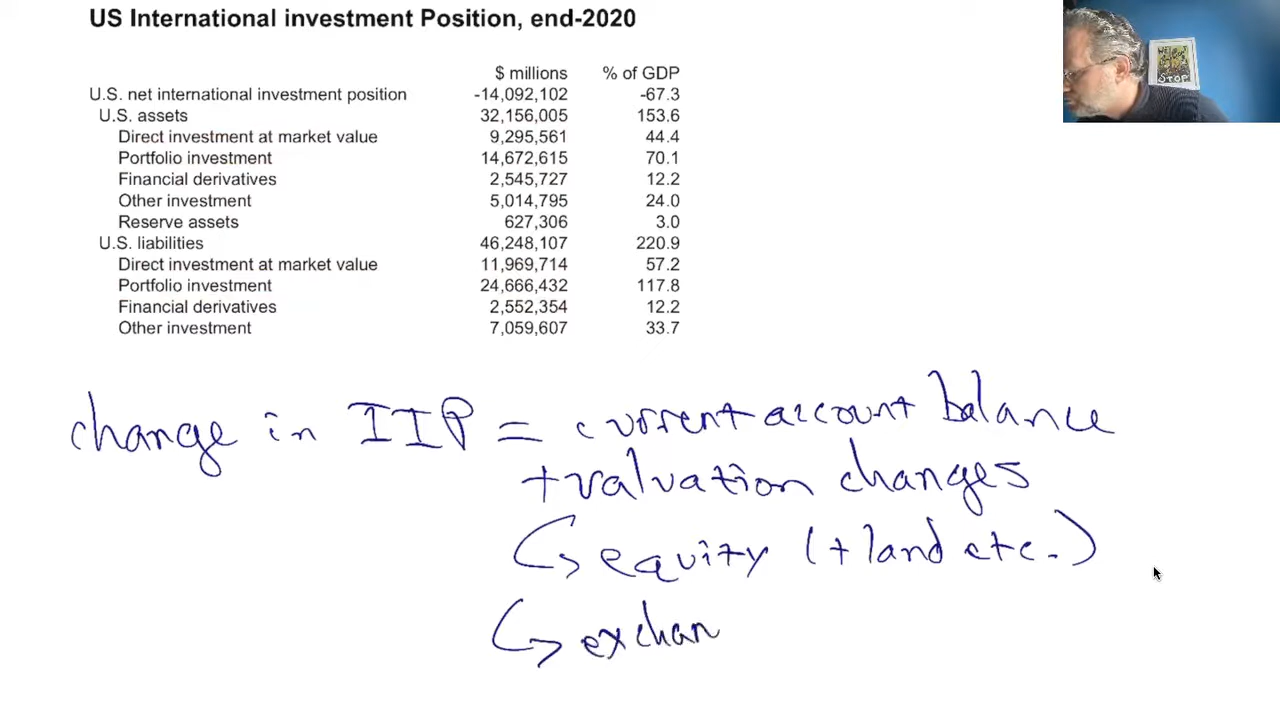 US International investment Position, end-2020
$ millions % of GDP
U.S. net international investment position -14,092,102 -67.3
U.S. assets 32,156,005 153.6
Direct investment at market value 9,295,561 44.4
Portfolio investment 14,672,615 70.1
Financial derivatives 2,545,727 12.2
Other investment 5,014,795 24.0
Reserve assets 627,306 3.0
U.S. liabilities 46,248,107 220.9
Direct investment at market value 11,969,714 57.2
Portfolio investment 24,666,432 117.8
Financial derivatives 2,552,354 12.2
Other investment 7,059,607 33.7
change in IIP = current account balance
+ valuation changes
↳ equity (+ land etc.)
↳ exchan
STOP